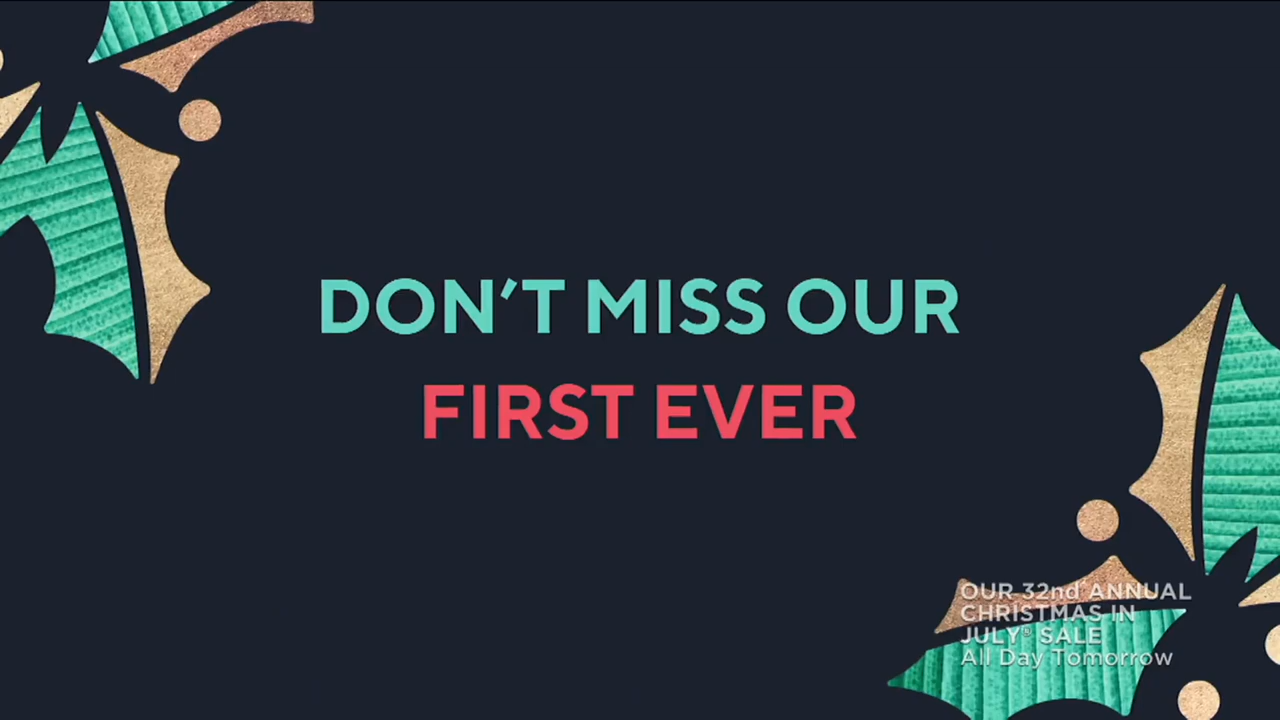 DON'T MISS OUR
FIRST EVER
OUR 32nd ANNUAL
CHRISTMAS IN
JULY® SALE
All Day Tomorrow